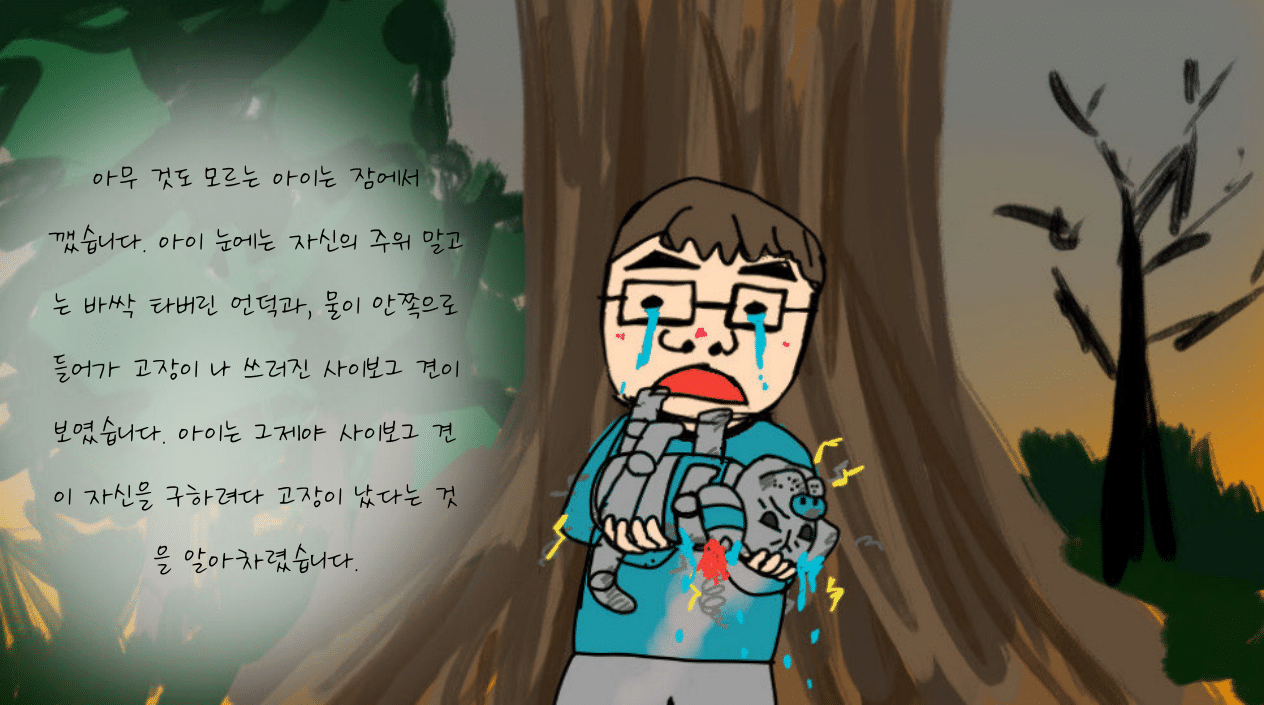 아무 것도 모르는 아이는 잠에서
깼습니다. 아이 눈에는 자신의 주위 말고
는 바싹 타버린 언덕과, 물이 안쪽으로
들어가 고장이 나 쓰러진 사이보그 견이
보였습니다. 아이는 그제야 사이보그 견
이 자신을 구하려다 고장이 났다는 것
을 알아차렸습니다.